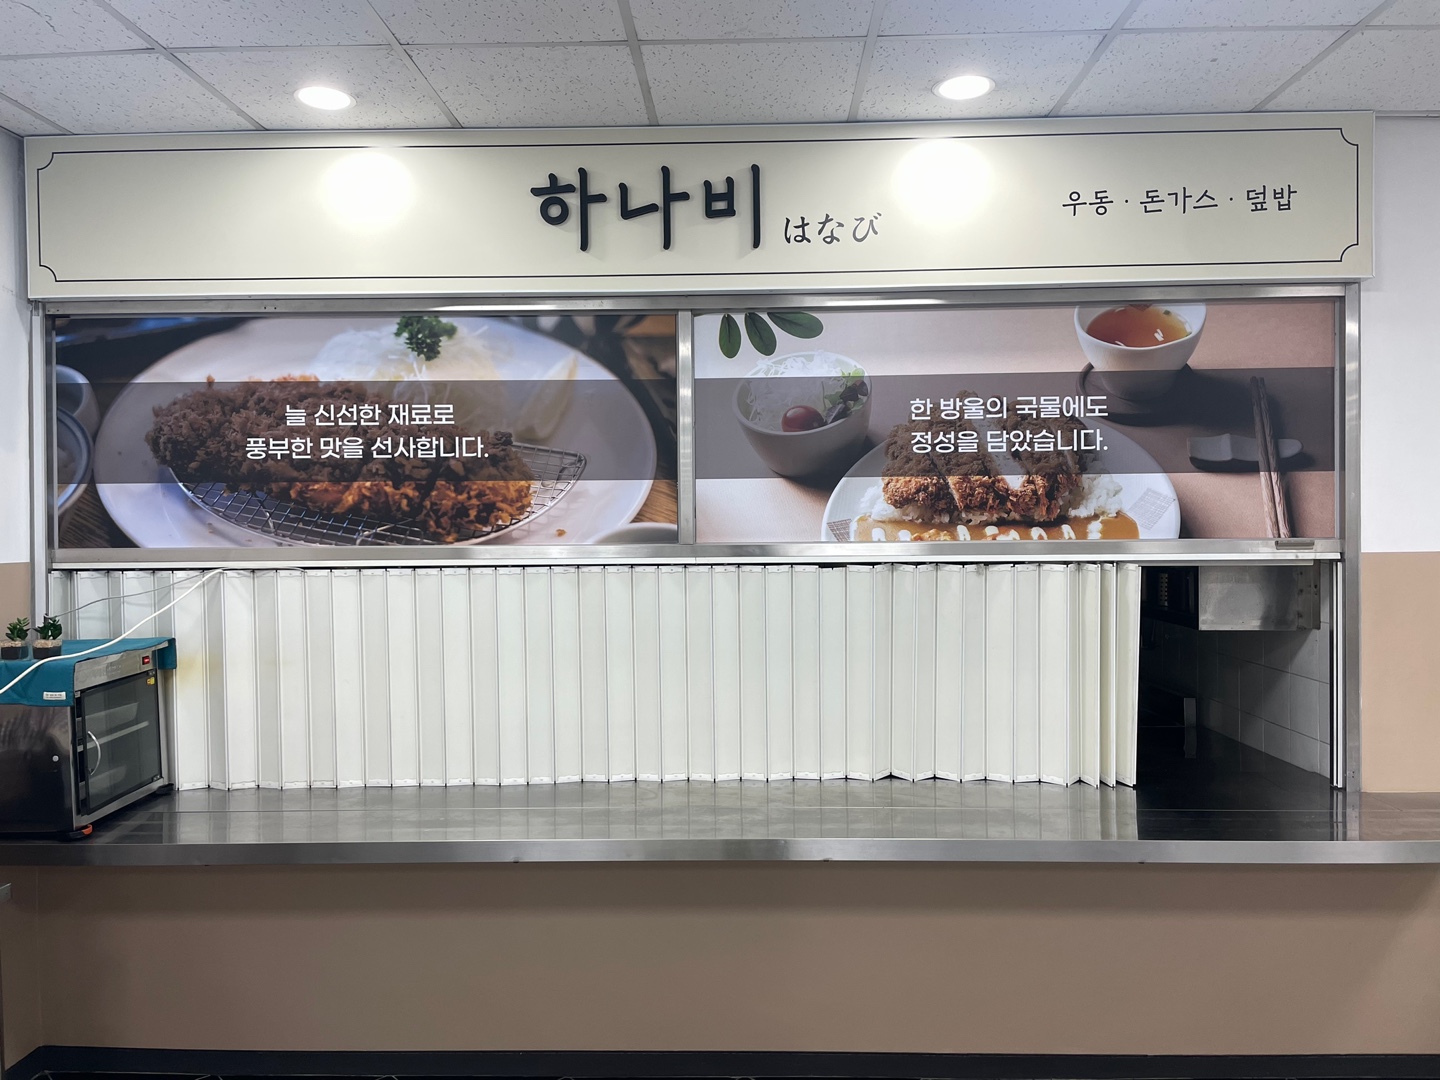 하나비
はなび
우동 · 돈가스 · 덮밥
늘 신선한 재료로
풍부한 맛을 선사합니다.
한 방울의 국물에도
정성을 담았습니다.